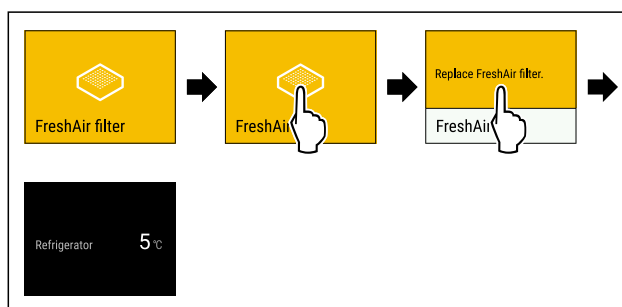 FreshAir filter
FreshAi
Replace FreshAir filter.
FreshAi
Refrigerator 5 °C